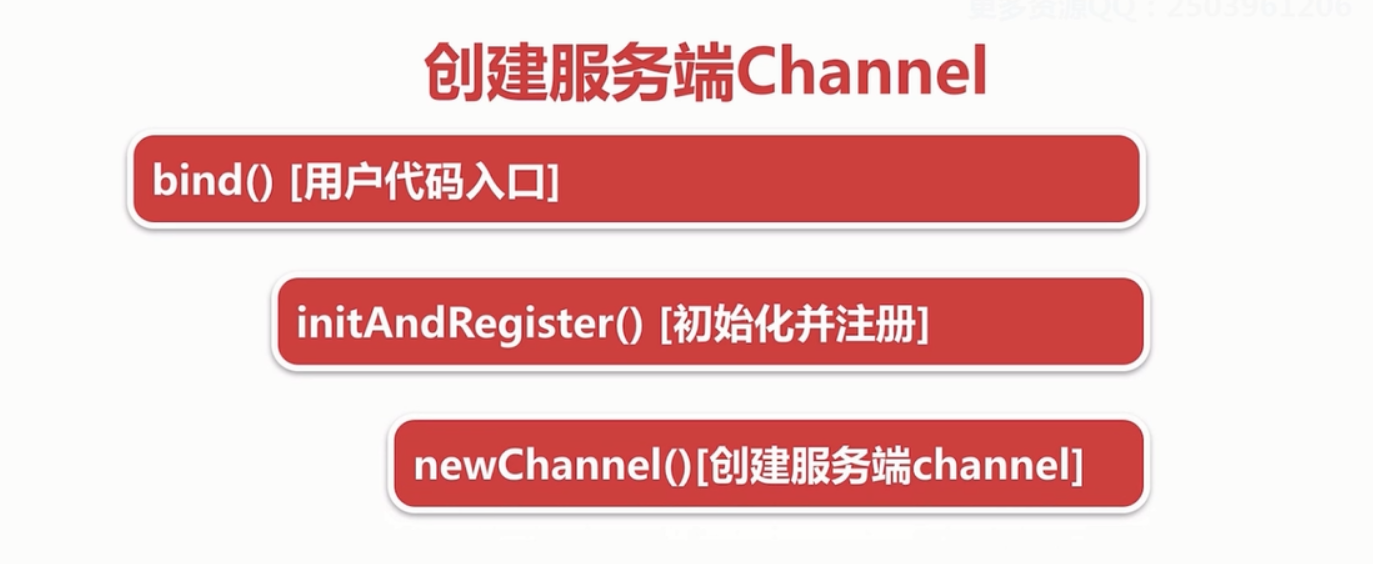 更多资源QQ：2503961206
创建服务端Channel
bind() [用户代码入口]
initAndRegister() [初始化并注册]
newChannel()[创建服务端channel]